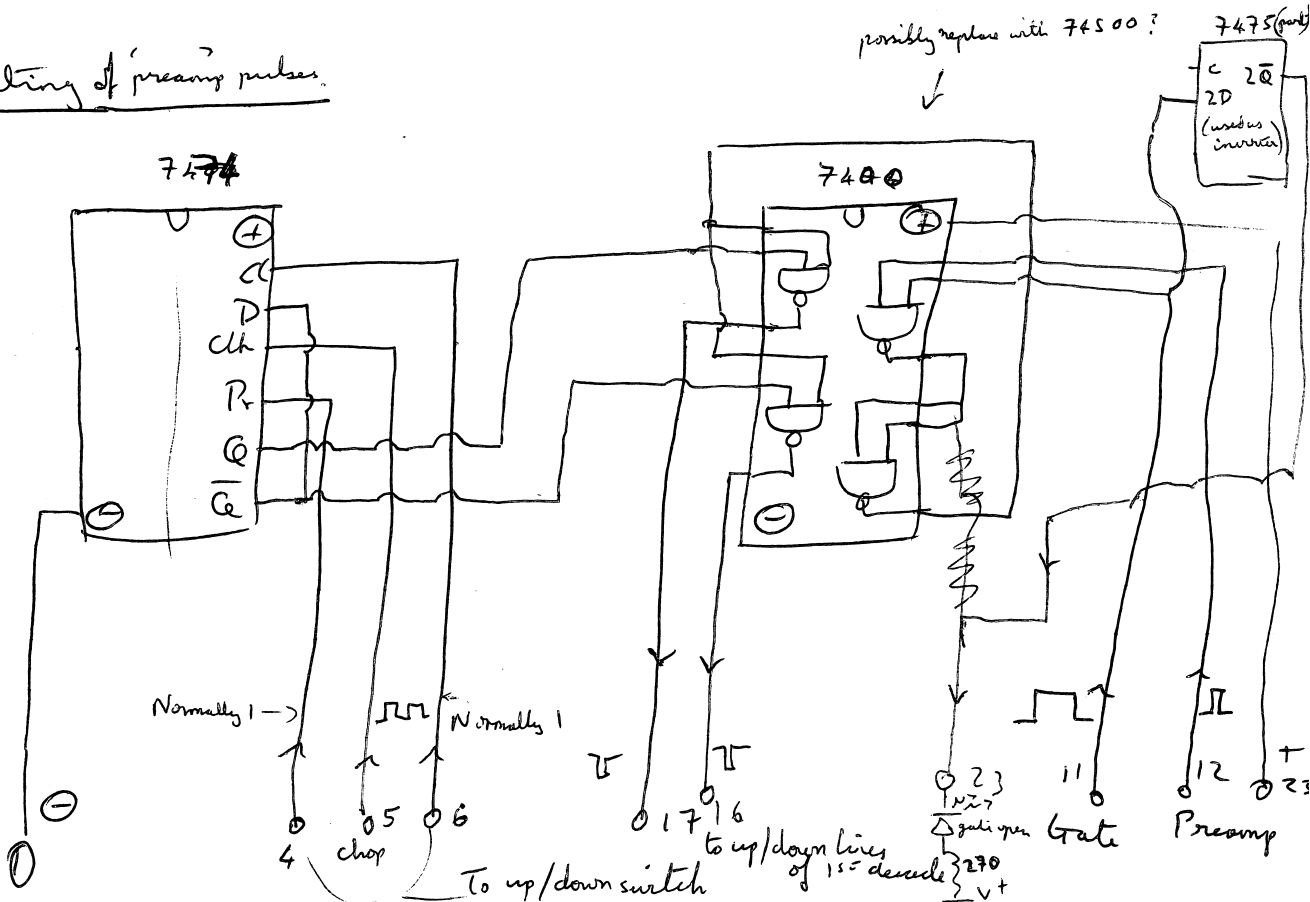 possibly replace with 74S00?
7475 (part)
ting of 'preamp' pulses.
C 2Q̅
2D
(used as
inverter)
7474
7400
+
Cl
D
Clk
Pr
Q
Q̅
−
+
−
Normally 1
Normally 1
−
4
5
chop
6
To up/down switch
17
16
to up/down lines
of 1st decade
23
gate open
270
V+
11
Gate
12
Preamp
+
23